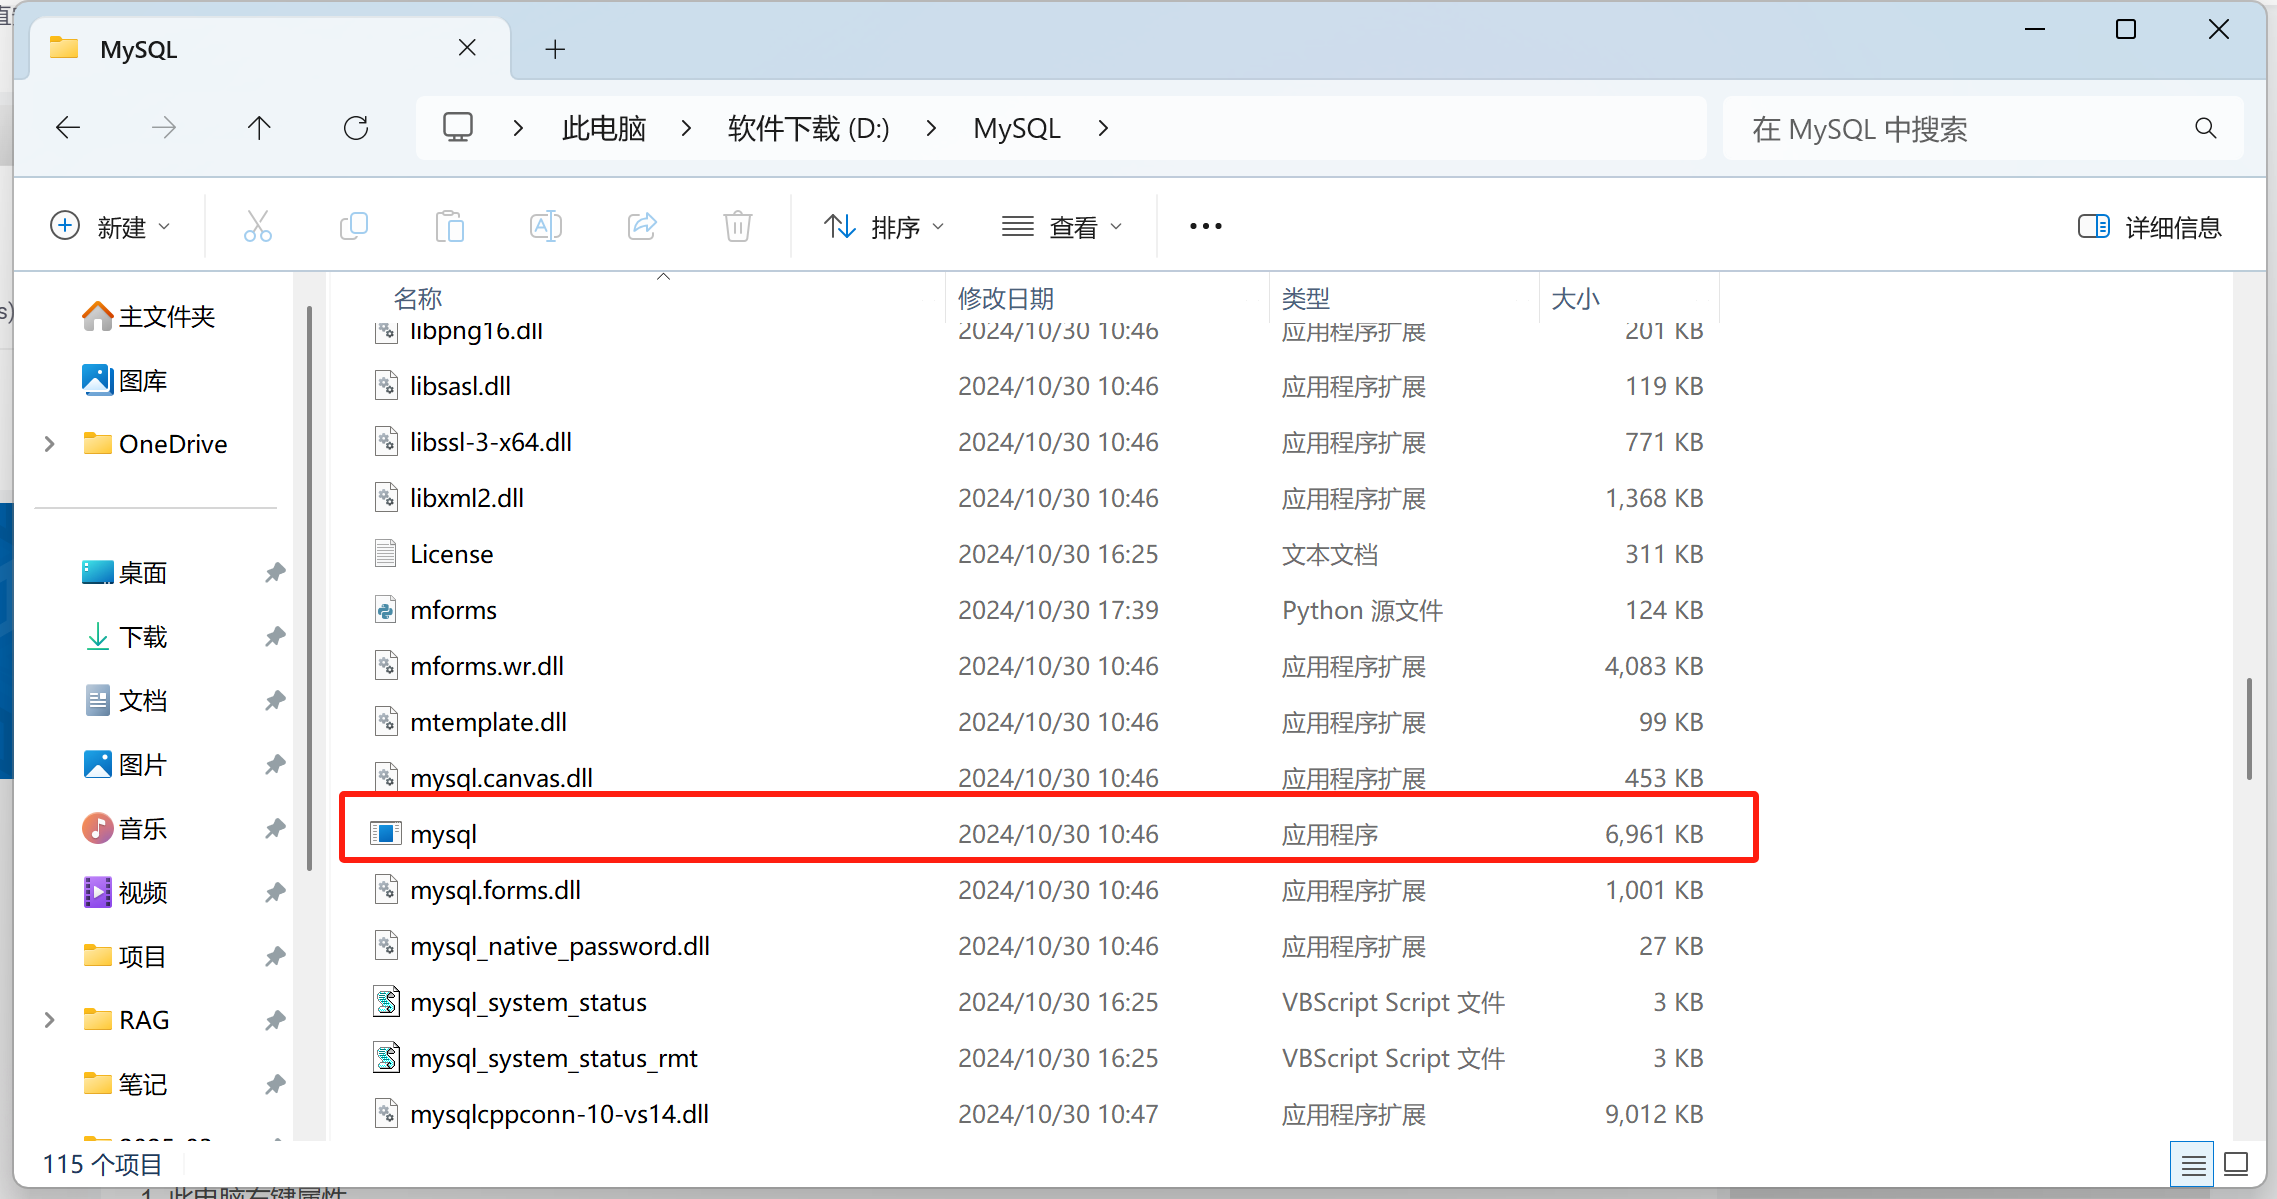 MySQL
此电脑 软件下载 (D:) MySQL
在 MySQL 中搜索
新建 排序 查看 详细信息
主文件夹
图库
OneDrive
桌面
下载
文档
图片
音乐
视频
项目
RAG
笔记
名称 修改日期 类型 大小
libpng16.dll 2024/10/30 10:46 应用程序扩展 201 KB
libsasl.dll 2024/10/30 10:46 应用程序扩展 119 KB
libssl-3-x64.dll 2024/10/30 10:46 应用程序扩展 771 KB
libxml2.dll 2024/10/30 10:46 应用程序扩展 1,368 KB
License 2024/10/30 16:25 文本文档 311 KB
mforms 2024/10/30 17:39 Python 源文件 124 KB
mforms.wr.dll 2024/10/30 10:46 应用程序扩展 4,083 KB
mtemplate.dll 2024/10/30 10:46 应用程序扩展 99 KB
mysql.canvas.dll 2024/10/30 10:46 应用程序扩展 453 KB
mysql 2024/10/30 10:46 应用程序 6,961 KB
mysql.forms.dll 2024/10/30 10:46 应用程序扩展 1,001 KB
mysql_native_password.dll 2024/10/30 10:46 应用程序扩展 27 KB
mysql_system_status 2024/10/30 16:25 VBScript Script 文件 3 KB
mysql_system_status_rmt 2024/10/30 16:25 VBScript Script 文件 3 KB
mysqlcppconn-10-vs14.dll 2024/10/30 10:47 应用程序扩展 9,012 KB
115 个项目
1. 此电脑右键属性